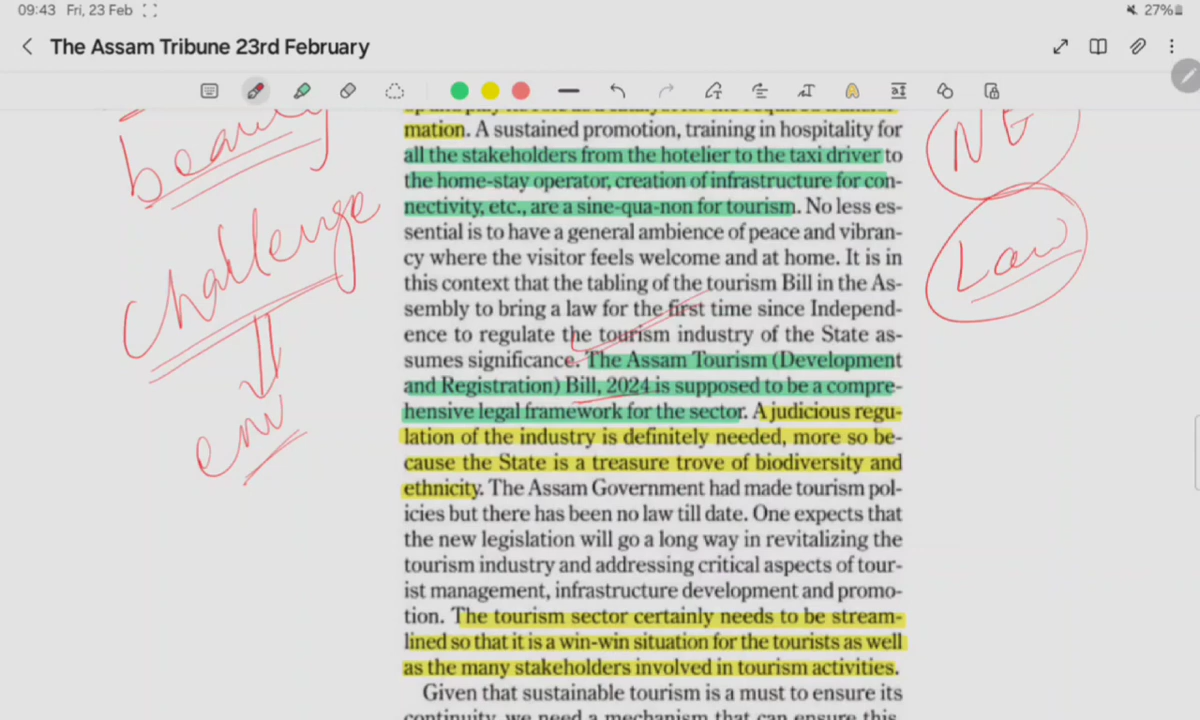 09:43 Fri, 23 Feb
27%
The Assam Tribune 23rd February
beauty
challenge
env
NE
Law
mation. A sustained promotion, training in hospitality for
all the stakeholders from the hotelier to the taxi driver to
the home-stay operator, creation of infrastructure for con-
nectivity, etc., are a sine-qua-non for tourism. No less es-
sential is to have a general ambience of peace and vibran-
cy where the visitor feels welcome and at home. It is in
this context that the tabling of the tourism Bill in the As-
sembly to bring a law for the first time since Independ-
ence to regulate the tourism industry of the State as-
sumes significance. The Assam Tourism (Development
and Registration) Bill, 2024 is supposed to be a compre-
hensive legal framework for the sector. A judicious regu-
lation of the industry is definitely needed, more so be-
cause the State is a treasure trove of biodiversity and
ethnicity. The Assam Government had made tourism pol-
icies but there has been no law till date. One expects that
the new legislation will go a long way in revitalizing the
tourism industry and addressing critical aspects of tour-
ist management, infrastructure development and promo-
tion. The tourism sector certainly needs to be stream-
lined so that it is a win-win situation for the tourists as well
as the many stakeholders involved in tourism activities.
Given that sustainable tourism is a must to ensure its
continuity, we need a mechanism that can ensure this